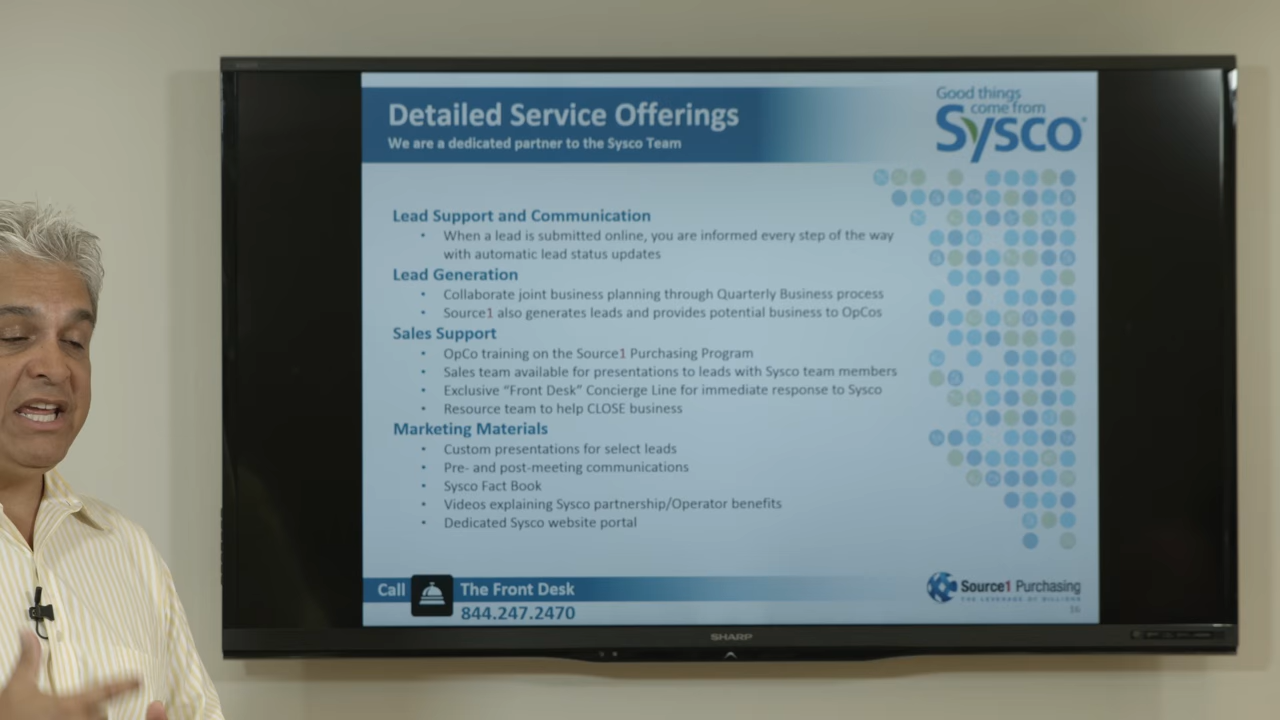 Detailed Service Offerings
We are a dedicated partner to the Sysco Team
Good things
come from
Sysco
Lead Support and Communication
• When a lead is submitted online, you are informed every step of the way
with automatic lead status updates
Lead Generation
• Collaborate joint business planning through Quarterly Business process
• Source1 also generates leads and provides potential business to OpCos
Sales Support
• OpCo training on the Source1 Purchasing Program
• Sales team available for presentations to leads with Sysco team members
• Exclusive “Front Desk” Concierge Line for immediate response to Sysco
• Resource team to help CLOSE business
Marketing Materials
• Custom presentations for select leads
• Pre- and post-meeting communications
• Sysco Fact Book
• Videos explaining Sysco partnership/Operator benefits
• Dedicated Sysco website portal
Call The Front Desk
844.247.2470
Source1 Purchasing
THE LEVERAGE OF BILLIONS
16
SHARP